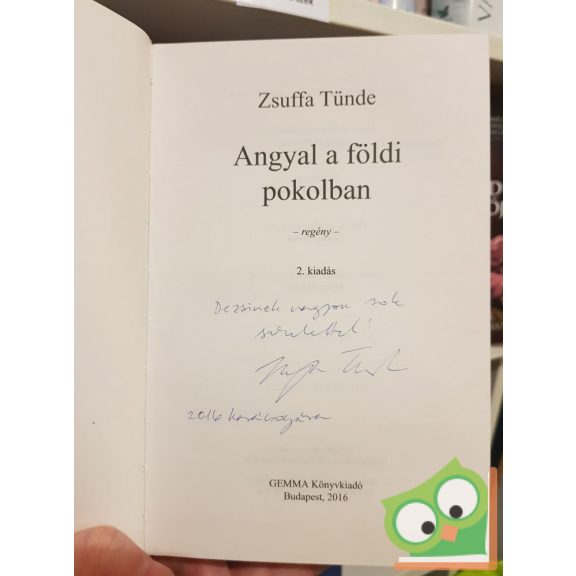 Zsuffa Tünde
Angyal a földi
pokolban
– regény –
2. kiadás
Dezsinek nagyon sok
szeretettel!
2016 karácsonyára
GEMMA Könyvkiadó
Budapest, 2016